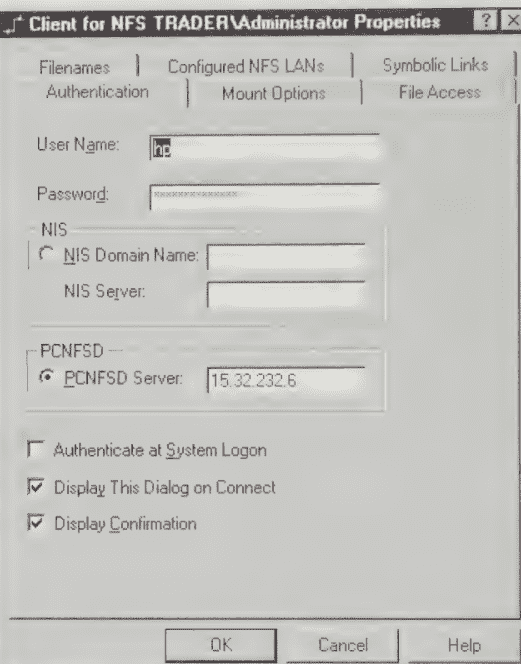 Client for NFS TRADER\Administrator Properties ? X
Filenames Configured NFS LANs Symbolic Links
Authentication Mount Options File Access
User Name: hp
Password: *************
NIS
NIS Domain Name:
NIS Server:
PCNFSD
PCNFSD Server: 15.32.232.6
Authenticate at System Logon
Display This Dialog on Connect
Display Confirmation
OK Cancel Help